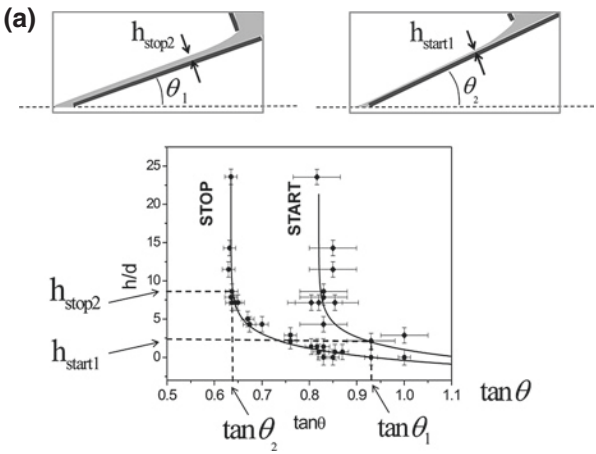 (a)
h_stop2
θ_1
h_start1
θ_2
25
20
15
10
5
0
h/d
STOP
START
h_stop2
h_start1
0.5 0.6 0.7 0.8 0.9 1.0 1.1
tanθ
tanθ
tanθ_2
tanθ_1